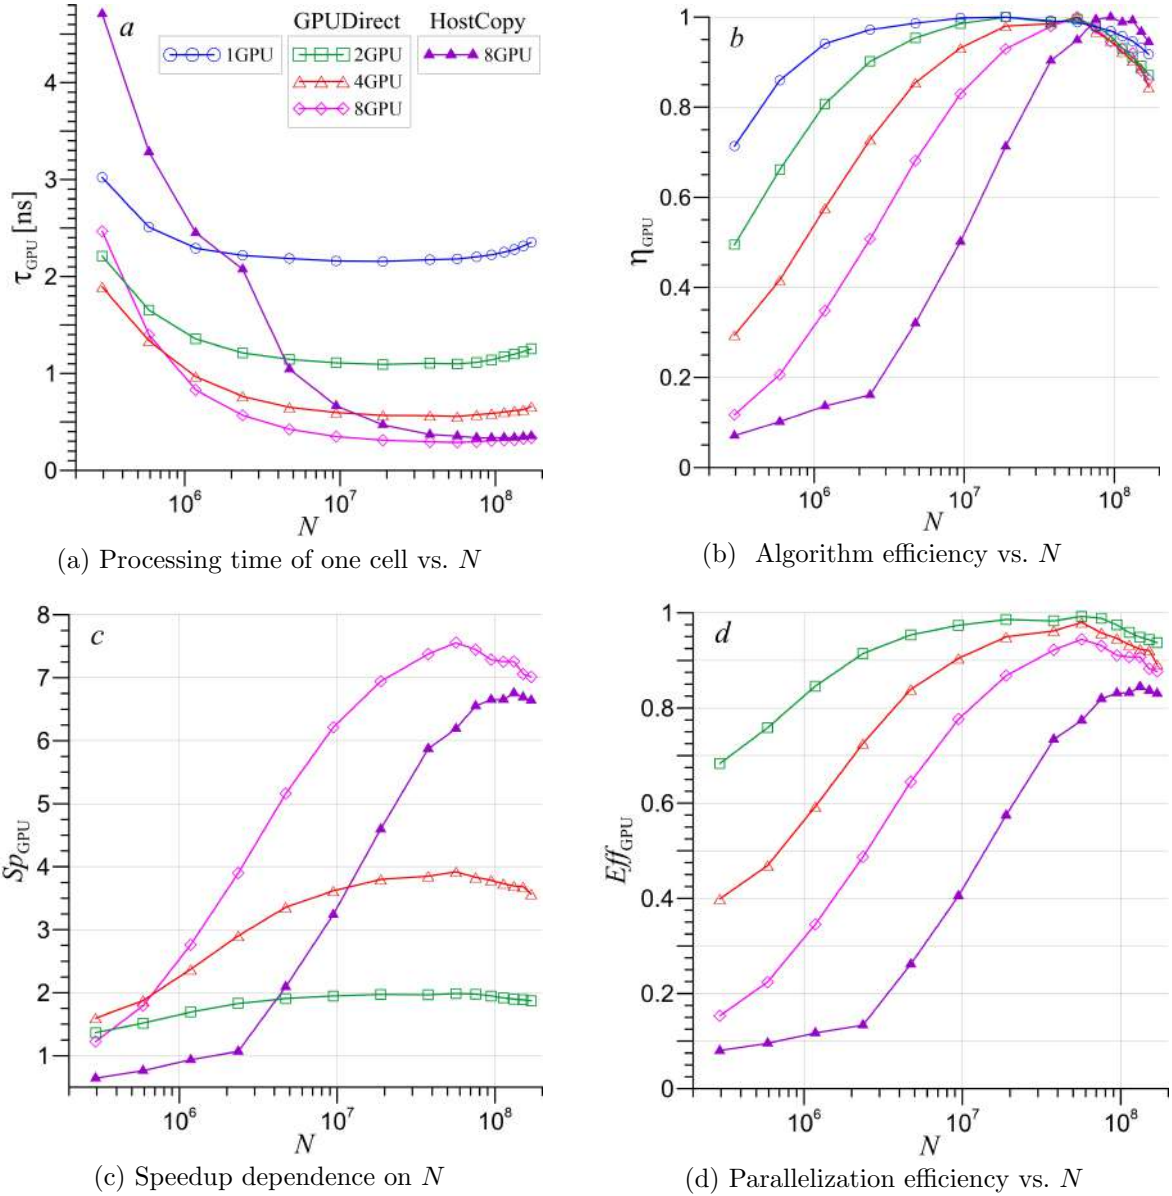 a
GPUDirect
HostCopy
1GPU
2GPU
8GPU
4GPU
8GPU
4
3
2
1
0
τGPU [ns]
10^6
10^7
10^8
N
(a) Processing time of one cell vs. N
b
1
0.8
0.6
0.4
0.2
0
ηGPU
10^6
10^7
10^8
N
(b) Algorithm efficiency vs. N
c
8
7
6
5
4
3
2
1
SpGPU
10^6
10^7
10^8
N
(c) Speedup dependence on N
d
1
0.8
0.6
0.4
0.2
0
EffGPU
10^6
10^7
10^8
N
(d) Parallelization efficiency vs. N